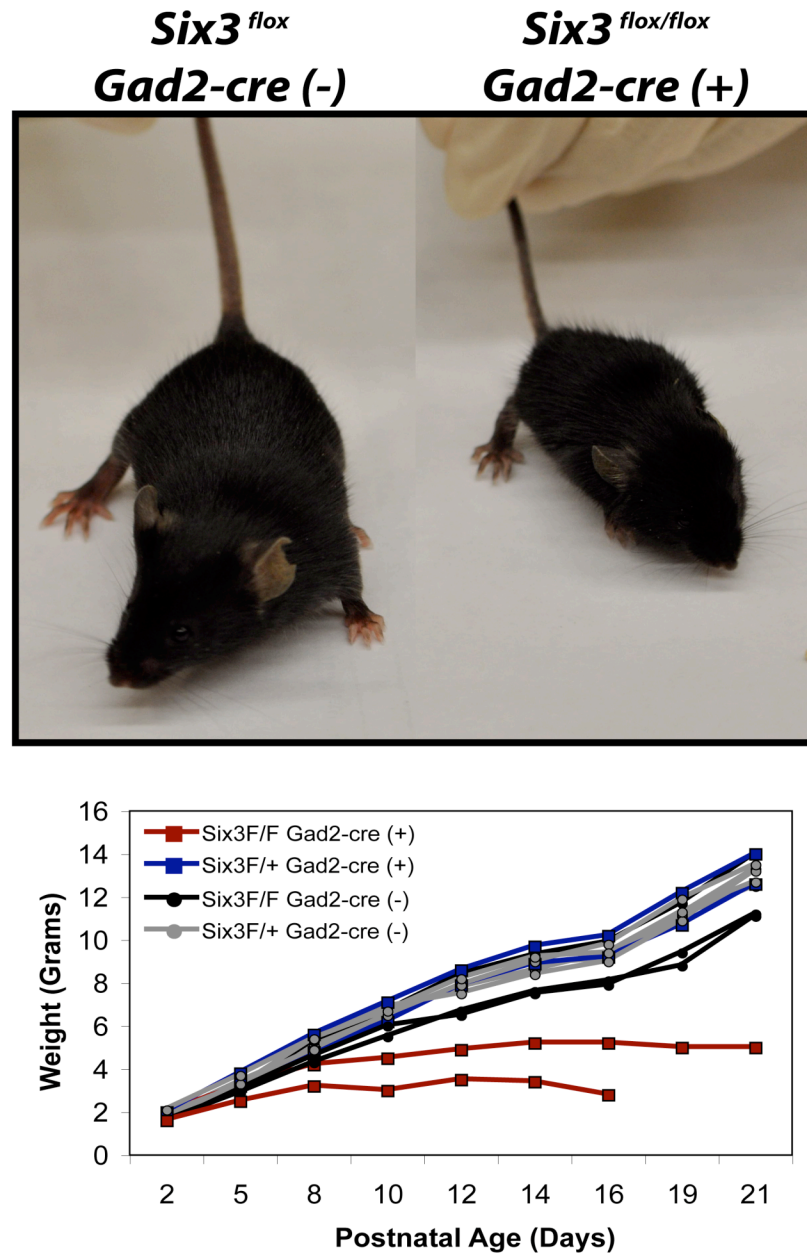 Six3 flox
Gad2-cre (-)
Six3 flox/flox
Gad2-cre (+)
16
14
12
10
8
6
4
2
0
Weight (Grams)
Six3F/F Gad2-cre (+)
Six3F/+ Gad2-cre (+)
Six3F/F Gad2-cre (-)
Six3F/+ Gad2-cre (-)
2 5 8 10 12 14 16 19 21
Postnatal Age (Days)